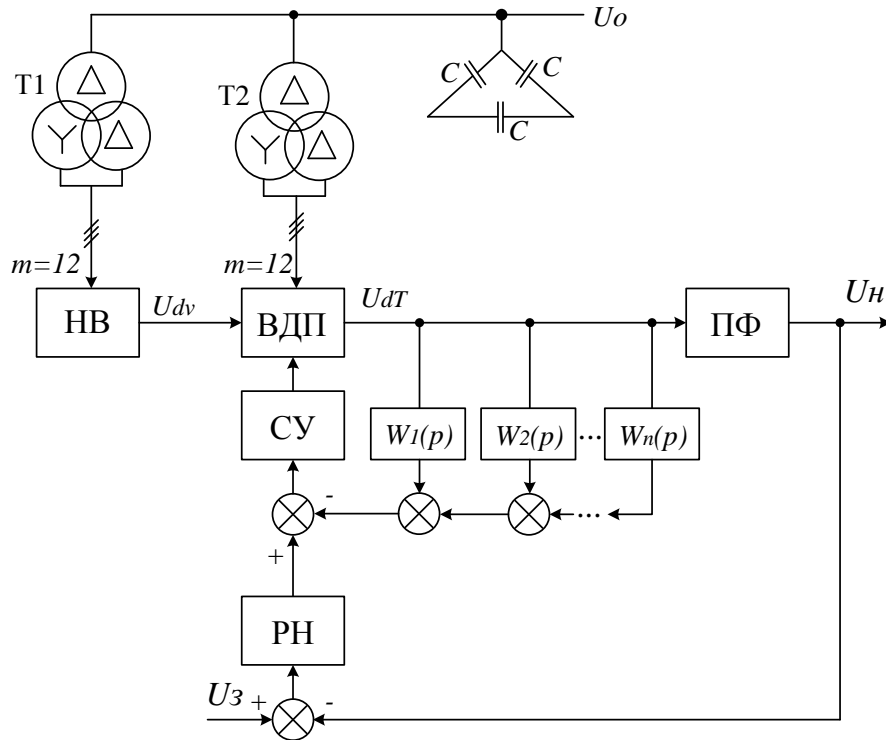 Uo
T1
T2
C
C
C
m=12
m=12
НВ
Udv
ВДП
UdT
ПФ
Uн
СУ
W1(p)
W2(p)
...
Wn(p)
-
...
+
РН
Uз
+
-